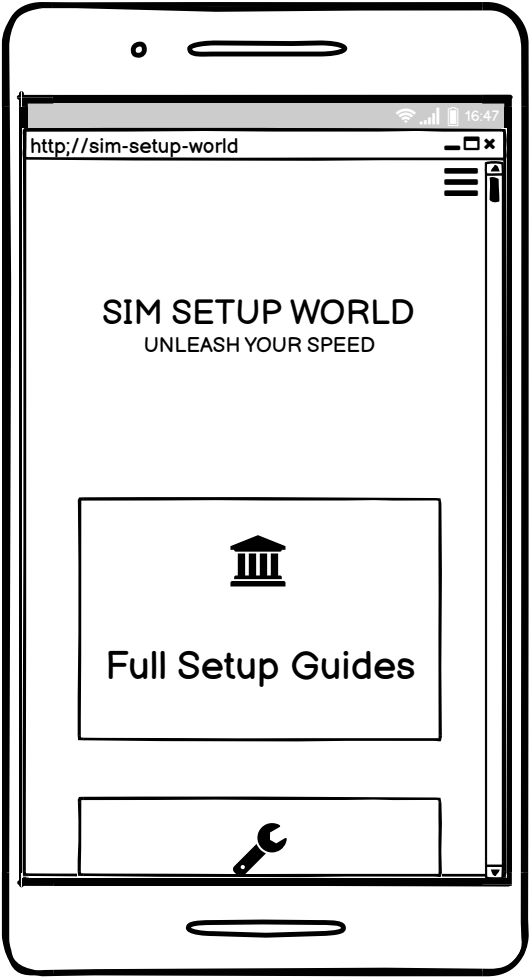 16:47
http;//sim-setup-world
SIM SETUP WORLD
UNLEASH YOUR SPEED
Full Setup Guides